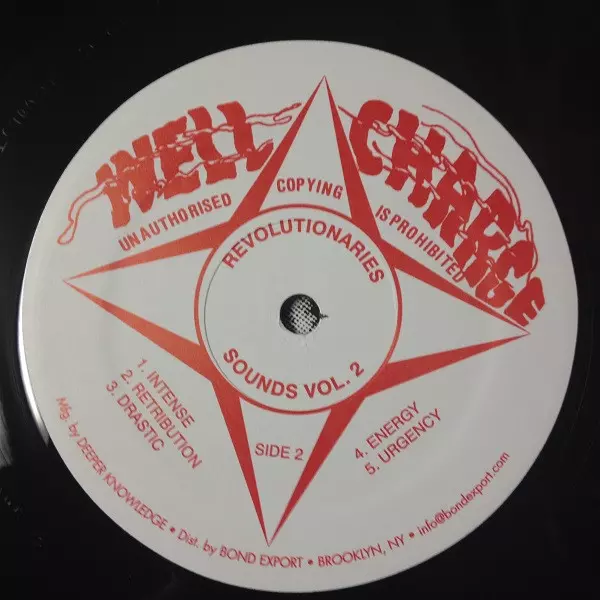 WELL CHARGE
UNAUTHORISED COPYING IS PROHIBITED
REVOLUTIONARIES
SOUNDS VOL. 2
1. INTENSE
2. RETRIBUTION
3. DRASTIC
SIDE 2
4. ENERGY
5. URGENCY
Mfg. by DEEPER KNOWLEDGE • Dist. by BOND EXPORT • BROOKLYN, NY • info@bondexport.com